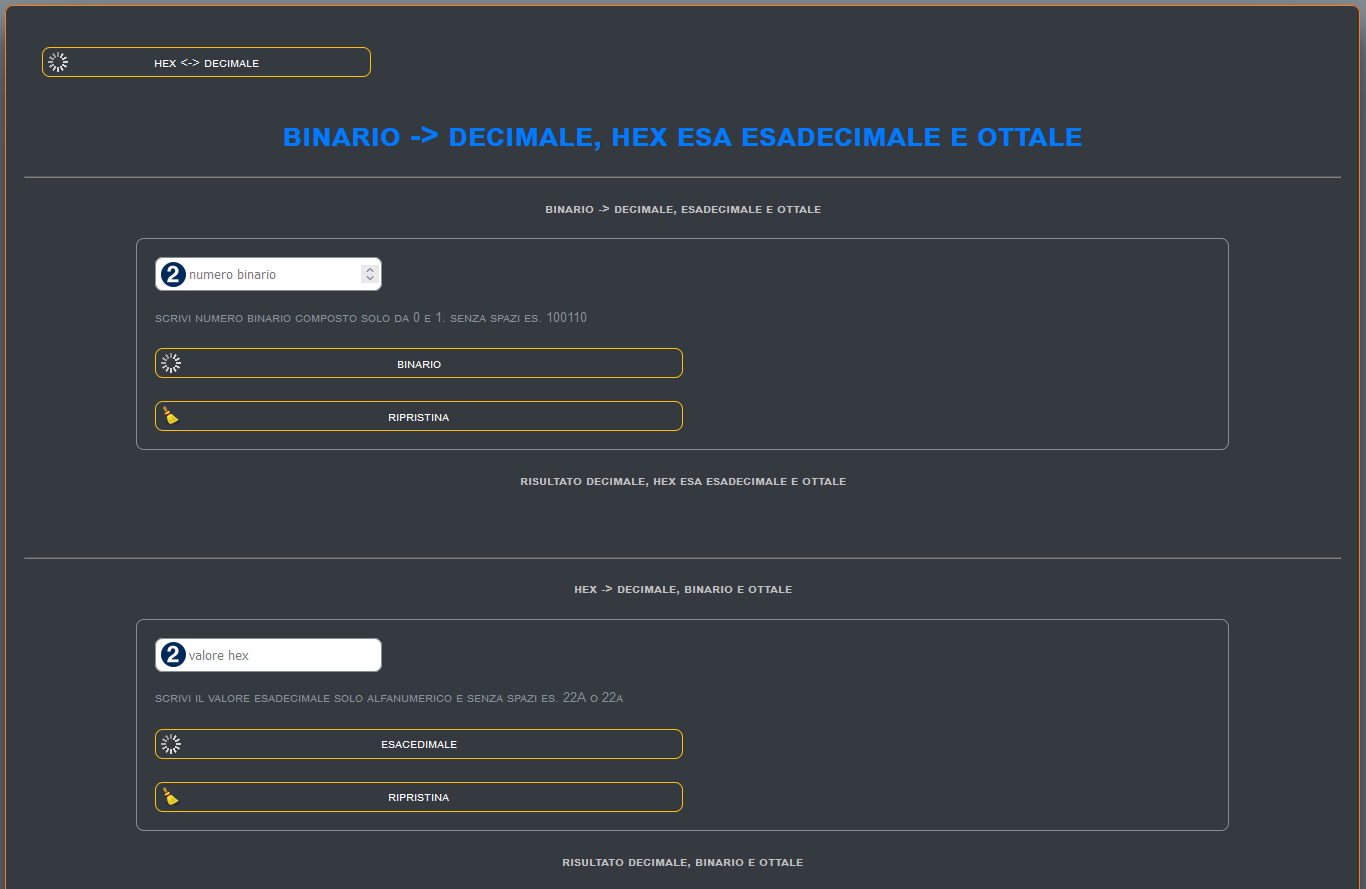 HEX <-> DECIMALE
BINARIO -> DECIMALE, HEX ESA ESADECIMALE E OTTALE
BINARIO -> DECIMALE, ESADECIMALE E OTTALE
2 numero binario
SCRIVI NUMERO BINARIO COMPOSTO SOLO DA 0 E 1. SENZA SPAZI ES. 100110
BINARIO
RIPRISTINA
RISULTATO DECIMALE, HEX ESA ESADECIMALE E OTTALE
HEX -> DECIMALE, BINARIO E OTTALE
2 valore hex
SCRIVI IL VALORE ESADECIMALE SOLO ALFANUMERICO E SENZA SPAZI ES. 22A O 22A
ESACEDIMALE
RIPRISTINA
RISULTATO DECIMALE, BINARIO E OTTALE